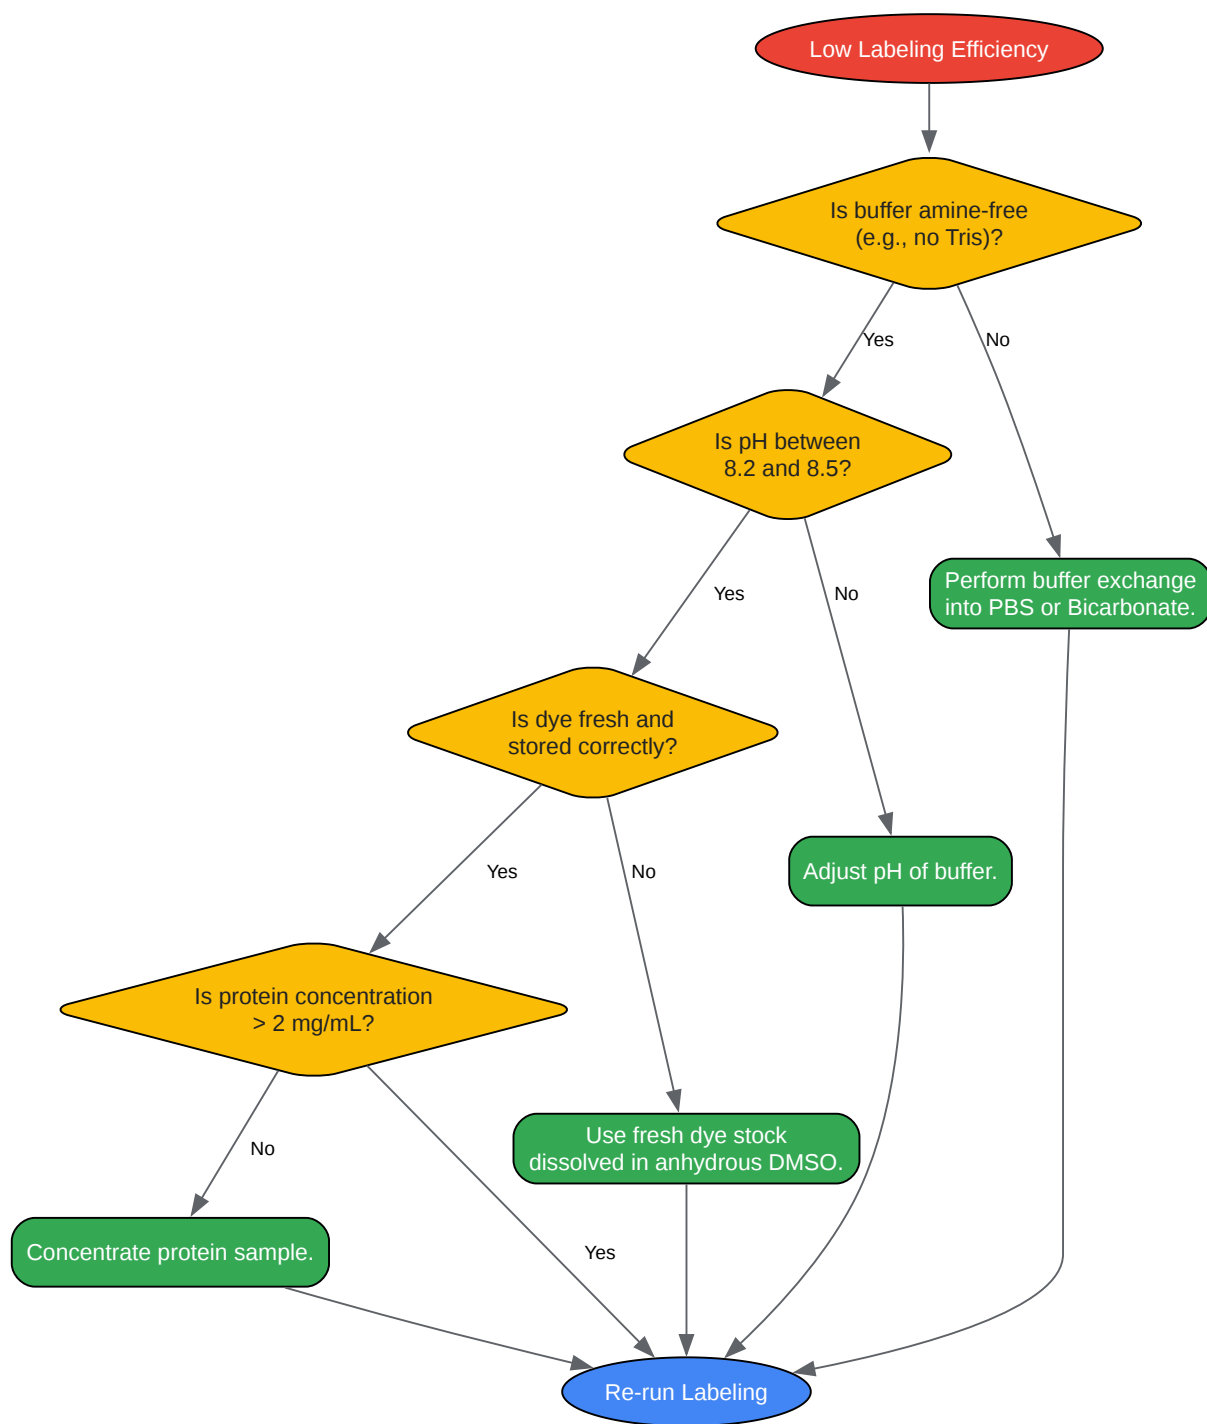 Low Labeling Efficiency
Is buffer amine-free
(e.g., no Tris)?
Yes
No
Is pH between
8.2 and 8.5?
Yes
No
Perform buffer exchange
into PBS or Bicarbonate.
Is dye fresh and
stored correctly?
Yes
No
Adjust pH of buffer.
Is protein concentration
> 2 mg/mL?
No
Yes
Use fresh dye stock
dissolved in anhydrous DMSO.
Concentrate protein sample.
Re-run Labeling